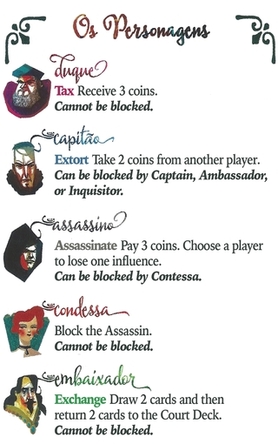 Os Personagens
duque
Tax Receive 3 coins.
Cannot be blocked.
capitão
Extort Take 2 coins from another player.
Can be blocked by Captain, Ambassador,
or Inquisitor.
assassino
Assassinate Pay 3 coins. Choose a player
to lose one influence.
Can be blocked by Contessa.
condessa
Block the Assassin.
Cannot be blocked.
embaixador
Exchange Draw 2 cards and then
return 2 cards to the Court Deck.
Cannot be blocked.